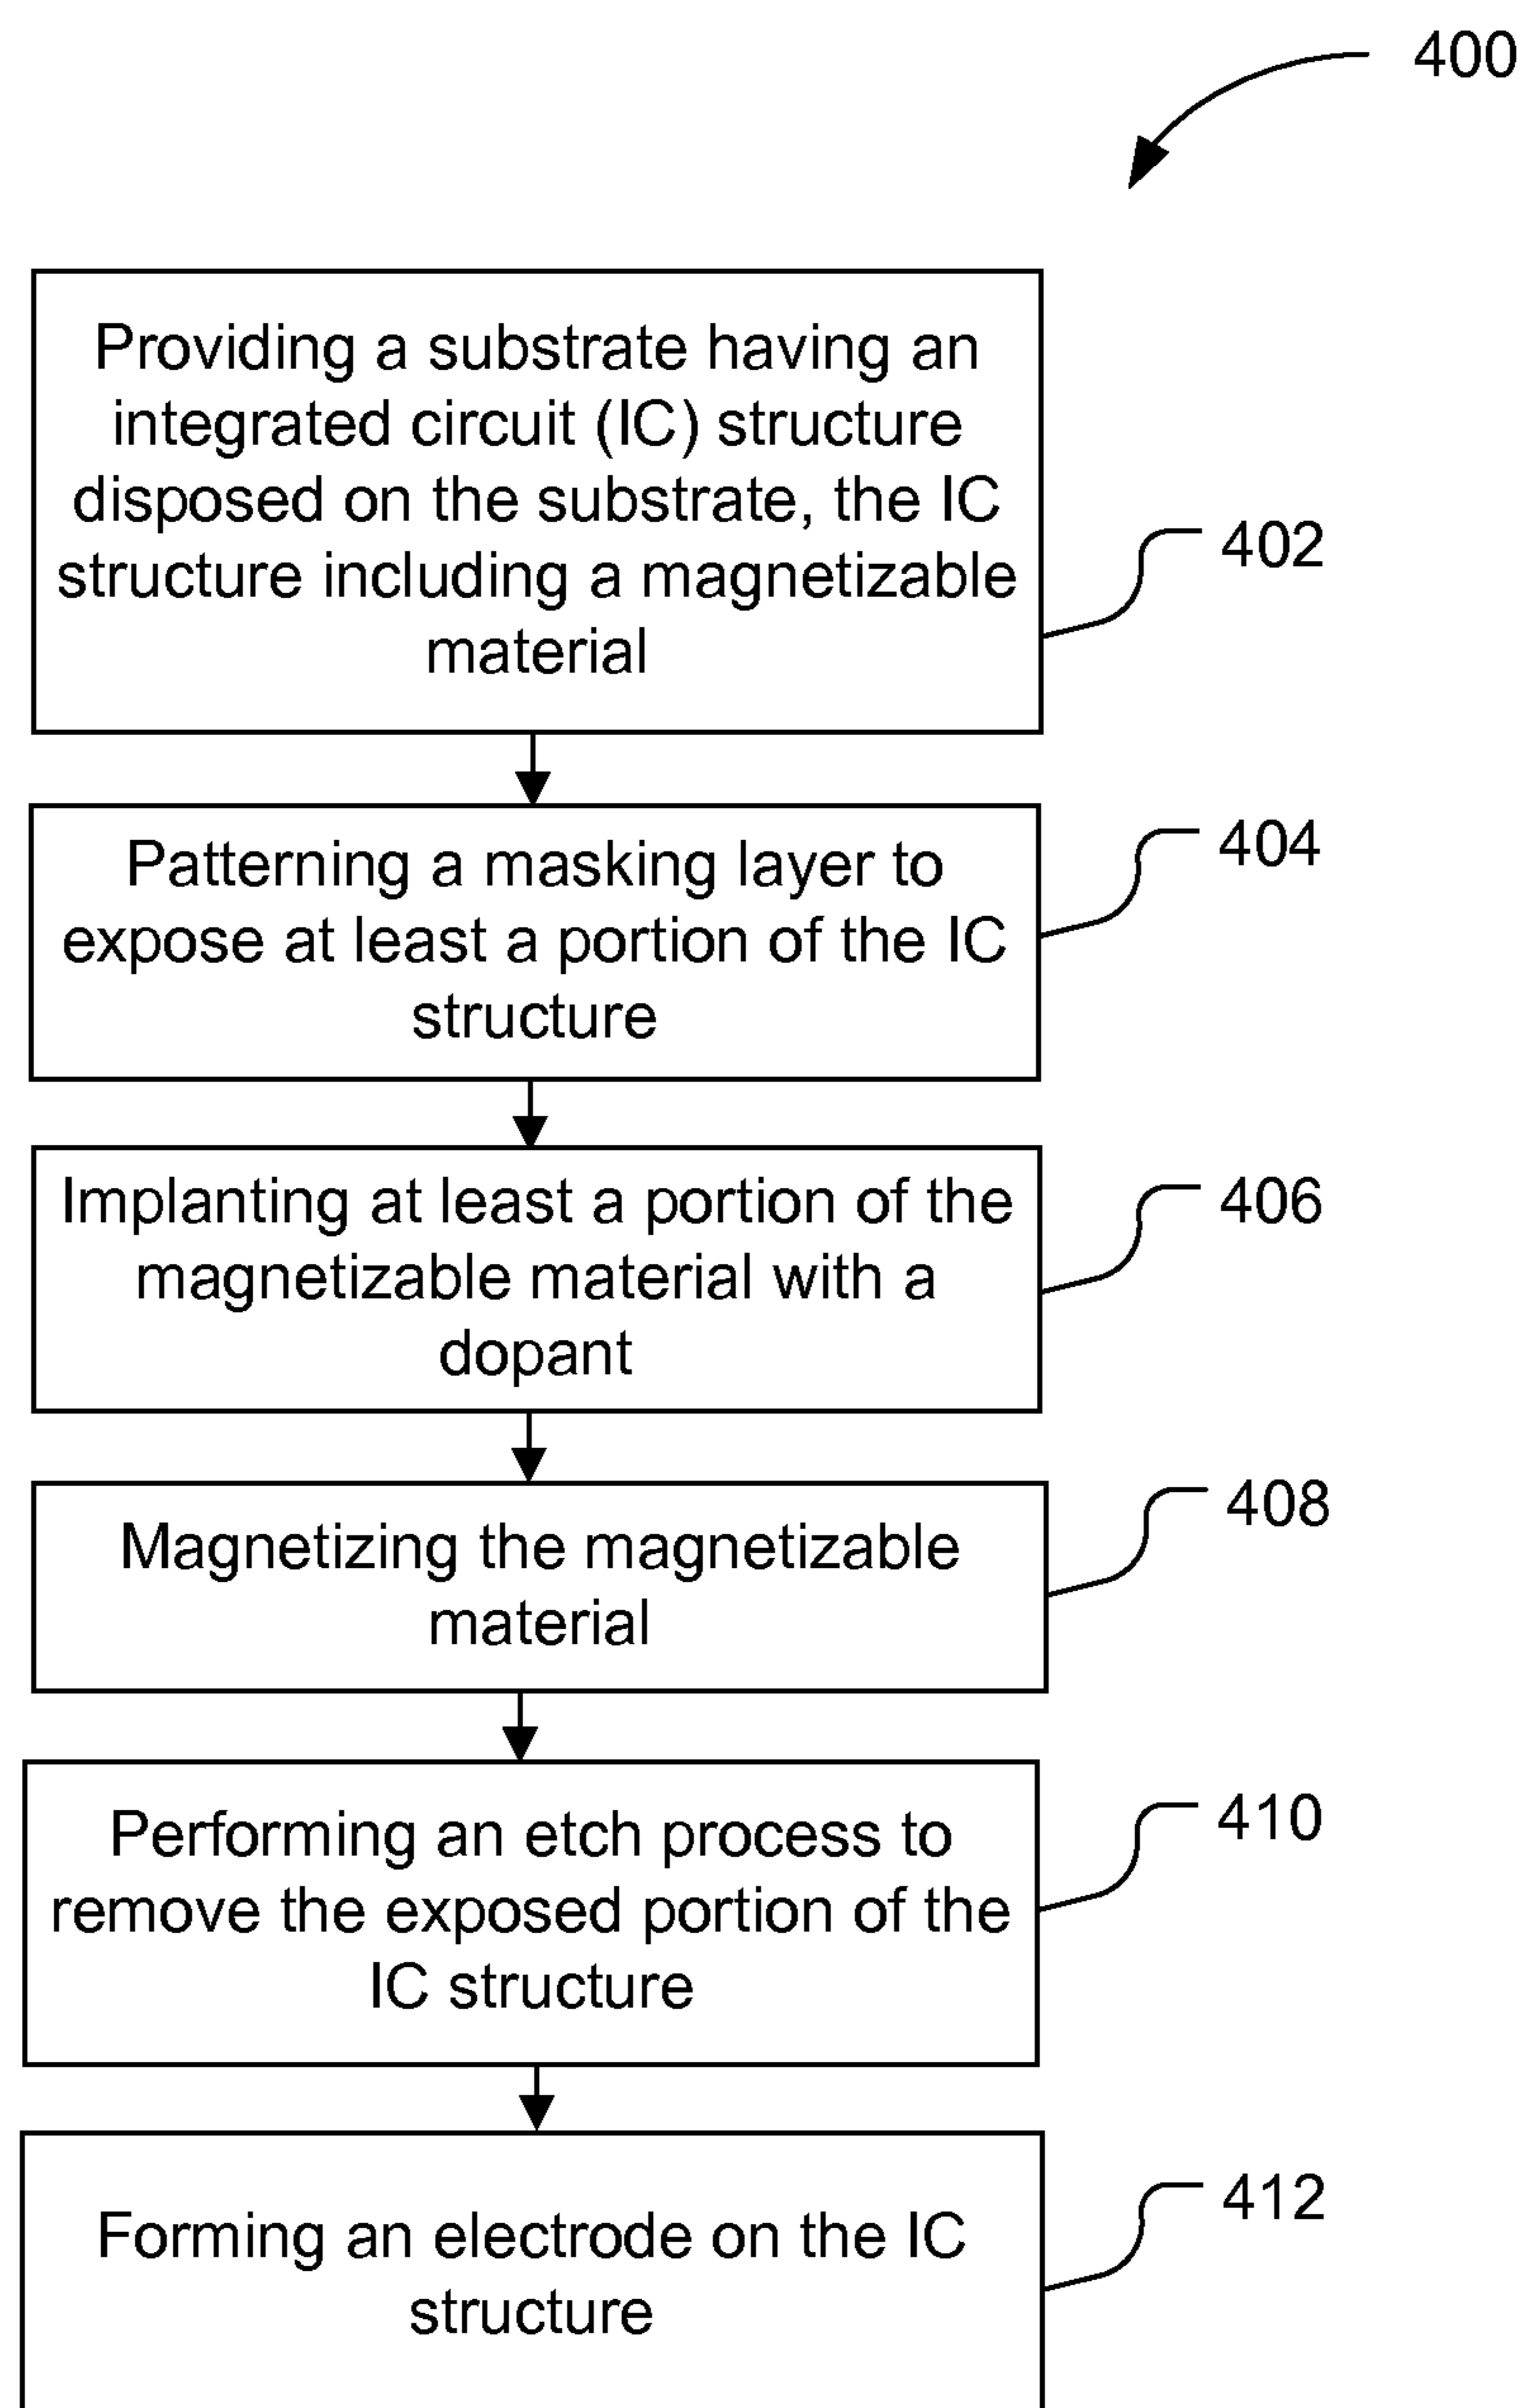 400
Providing a substrate having an
integrated circuit (IC) structure
disposed on the substrate, the IC
structure including a magnetizable
material
402
Patterning a masking layer to
expose at least a portion of the IC
structure
404
Implanting at least a portion of the
magnetizable material with a
dopant
406
Magnetizing the magnetizable
material
408
Performing an etch process to
remove the exposed portion of the
IC structure
410
Forming an electrode on the IC
structure
412